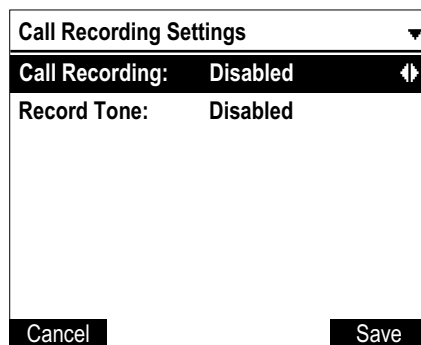 Call Recording Settings
Call Recording: Disabled
Record Tone: Disabled
Cancel Save